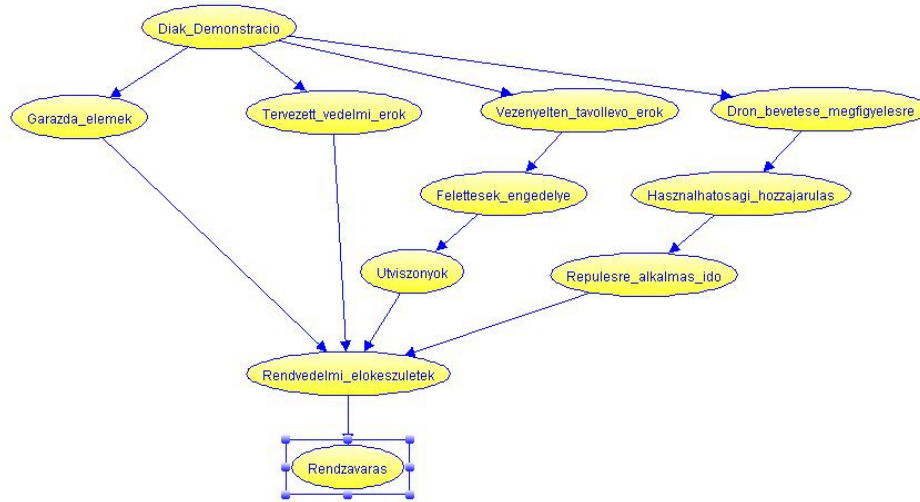 Diak_Demonstracio
Garazda_elemek
Tervezett_vedelmi_erok
Vezenyelten_tavollevo_erok
Dron_bevetese_megfigyelesre
Felettesek_engedelye
Hasznalhatosagi_hozzajarulas
Utviszonyok
Repulesre_alkalmas_ido
Rendvedelmi_elokeszuletek
Rendzavaras